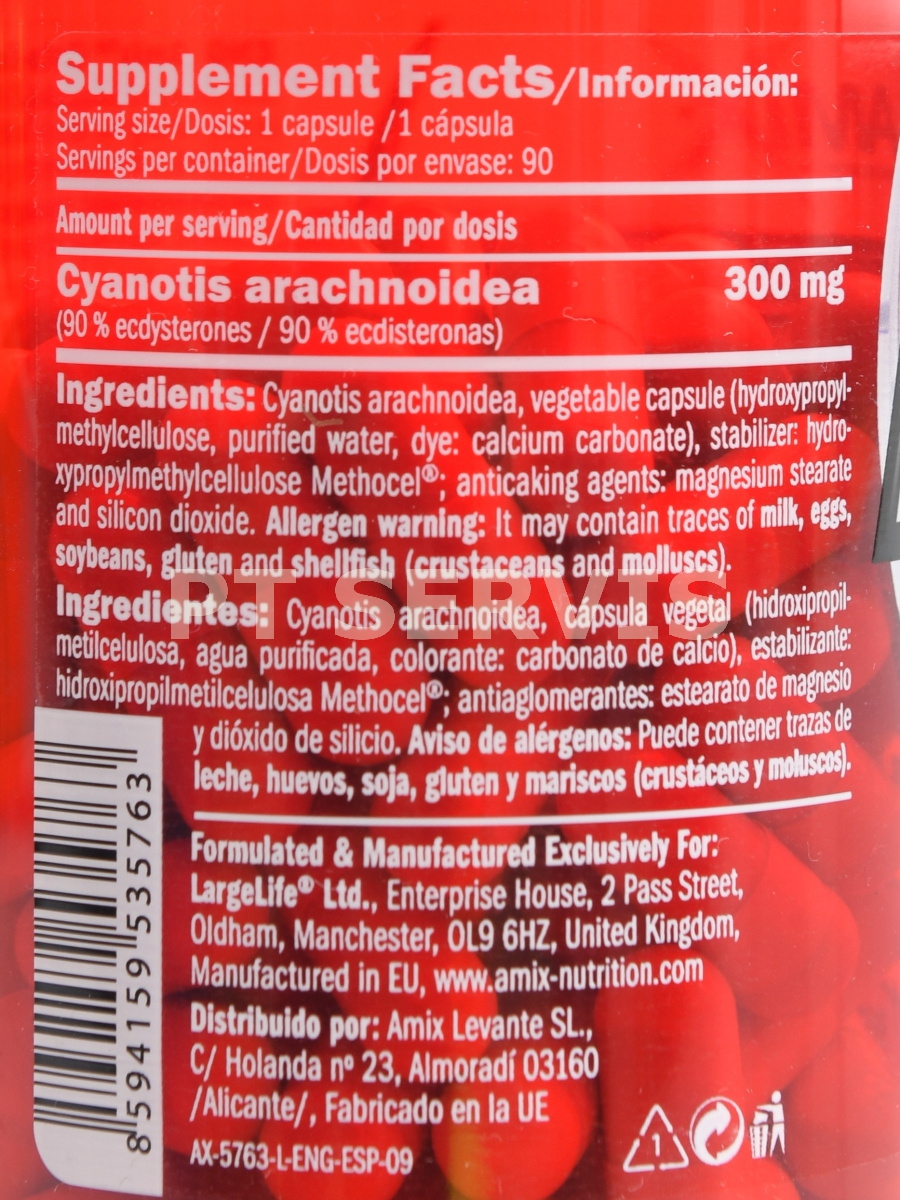 Supplement Facts/Información:
Serving size/Dosis: 1 capsule /1 cápsula
Servings per container/Dosis por envase: 90
Amount per serving/Cantidad por dosis
Cyanotis arachnoidea 300 mg
(90 % ecdysterones / 90 % ecdisteronas)
Ingredients: Cyanotis arachnoidea, vegetable capsule (hydroxypropyl-
methylcellulose, purified water, dye: calcium carbonate), stabilizer: hydro-
xypropylmethylcellulose Methocel®; anticaking agents: magnesium stearate
and silicon dioxide. Allergen warning: It may contain traces of milk, eggs,
soybeans, gluten and shellfish (crustaceans and molluscs).
PT SERVIS
Ingredientes: Cyanotis arachnoidea, cápsula vegetal (hidroxipropil-
metilcelulosa, agua purificada, colorante: carbonato de calcio), estabilizante:
hidroxipropilmetilcelulosa Methocel®; antiaglomerantes: estearato de magnesio
y dióxido de silicio. Aviso de alérgenos: Puede contener trazas de
leche, huevos, soja, gluten y mariscos (crustáceos y moluscos).
Formulated & Manufactured Exclusively For:
LargeLife® Ltd., Enterprise House, 2 Pass Street,
Oldham, Manchester, OL9 6HZ, United Kingdom,
Manufactured in EU, www.amix-nutrition.com
Distribuido por: Amix Levante SL.,
C/ Holanda nº 23, Almoradí 03160
/Alicante/, Fabricado en la UE
AX-5763-L-ENG-ESP-09
1
8 594159 535763